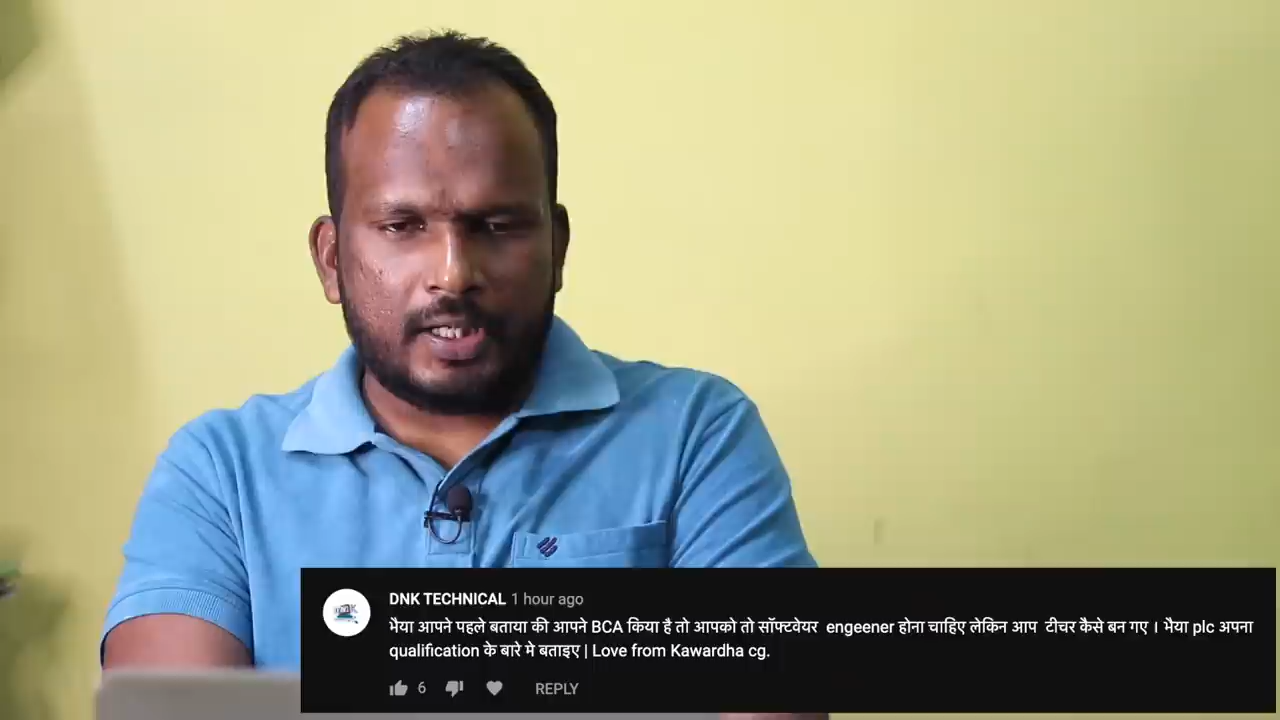 DNK TECHNICAL 1 hour ago
भैया आपने पहले बताया की आपने BCA किया है तो आपको तो सॉफ्टवेयर engeener होना चाहिए लेकिन आप टीचर कैसे बन गए । भैया plc अपना
qualification के बारे मे बताइए | Love from Kawardha cg.
6 REPLY